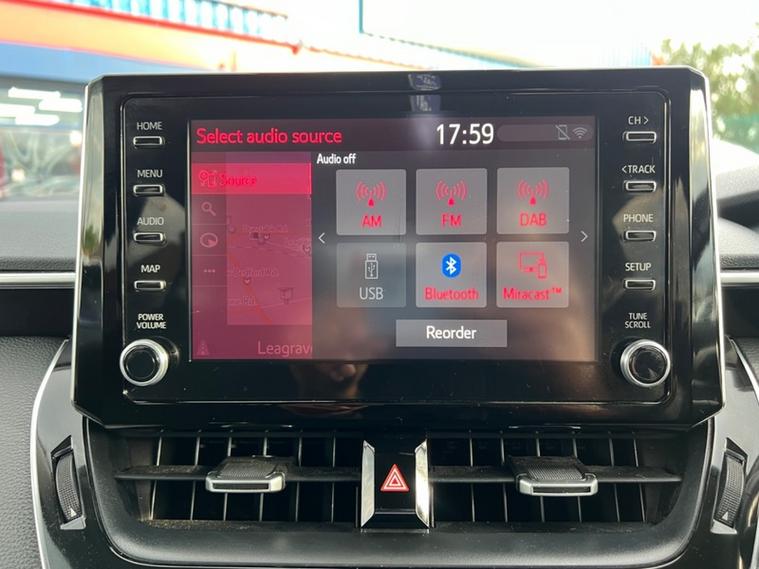 HOME
MENU
AUDIO
MAP
POWER
VOLUME
Select audio source
17:59
Source
Audio off
AM
FM
DAB
USB
Bluetooth
Miracast™
Reorder
Leagrave
CH >
< TRACK
PHONE
SETUP
TUNE
SCROLL